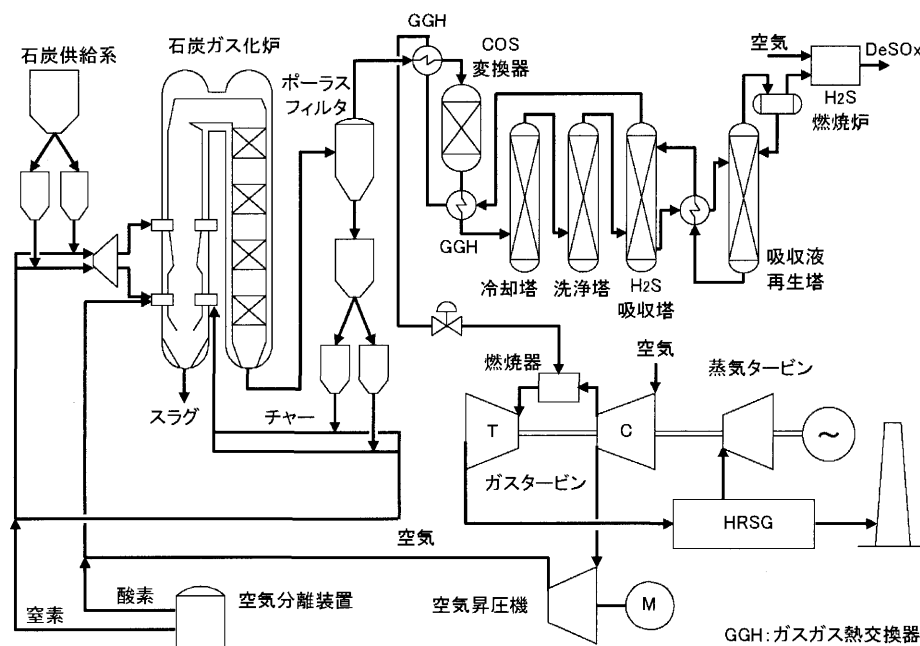 GGH
石炭供給系
石炭ガス化炉
COS
変換器
空気
DeSOx
ポーラス
フィルタ
H2S
燃焼炉
GGH
冷却塔
洗浄塔
H2S
吸収塔
吸収液
再生塔
空気
燃焼器
蒸気タービン
スラグ
チャー
T
C
~
ガスタービン
HRSG
空気
酸素
空気分離装置
空気昇圧機
M
窒素
GGH:ガスガス熱交換器